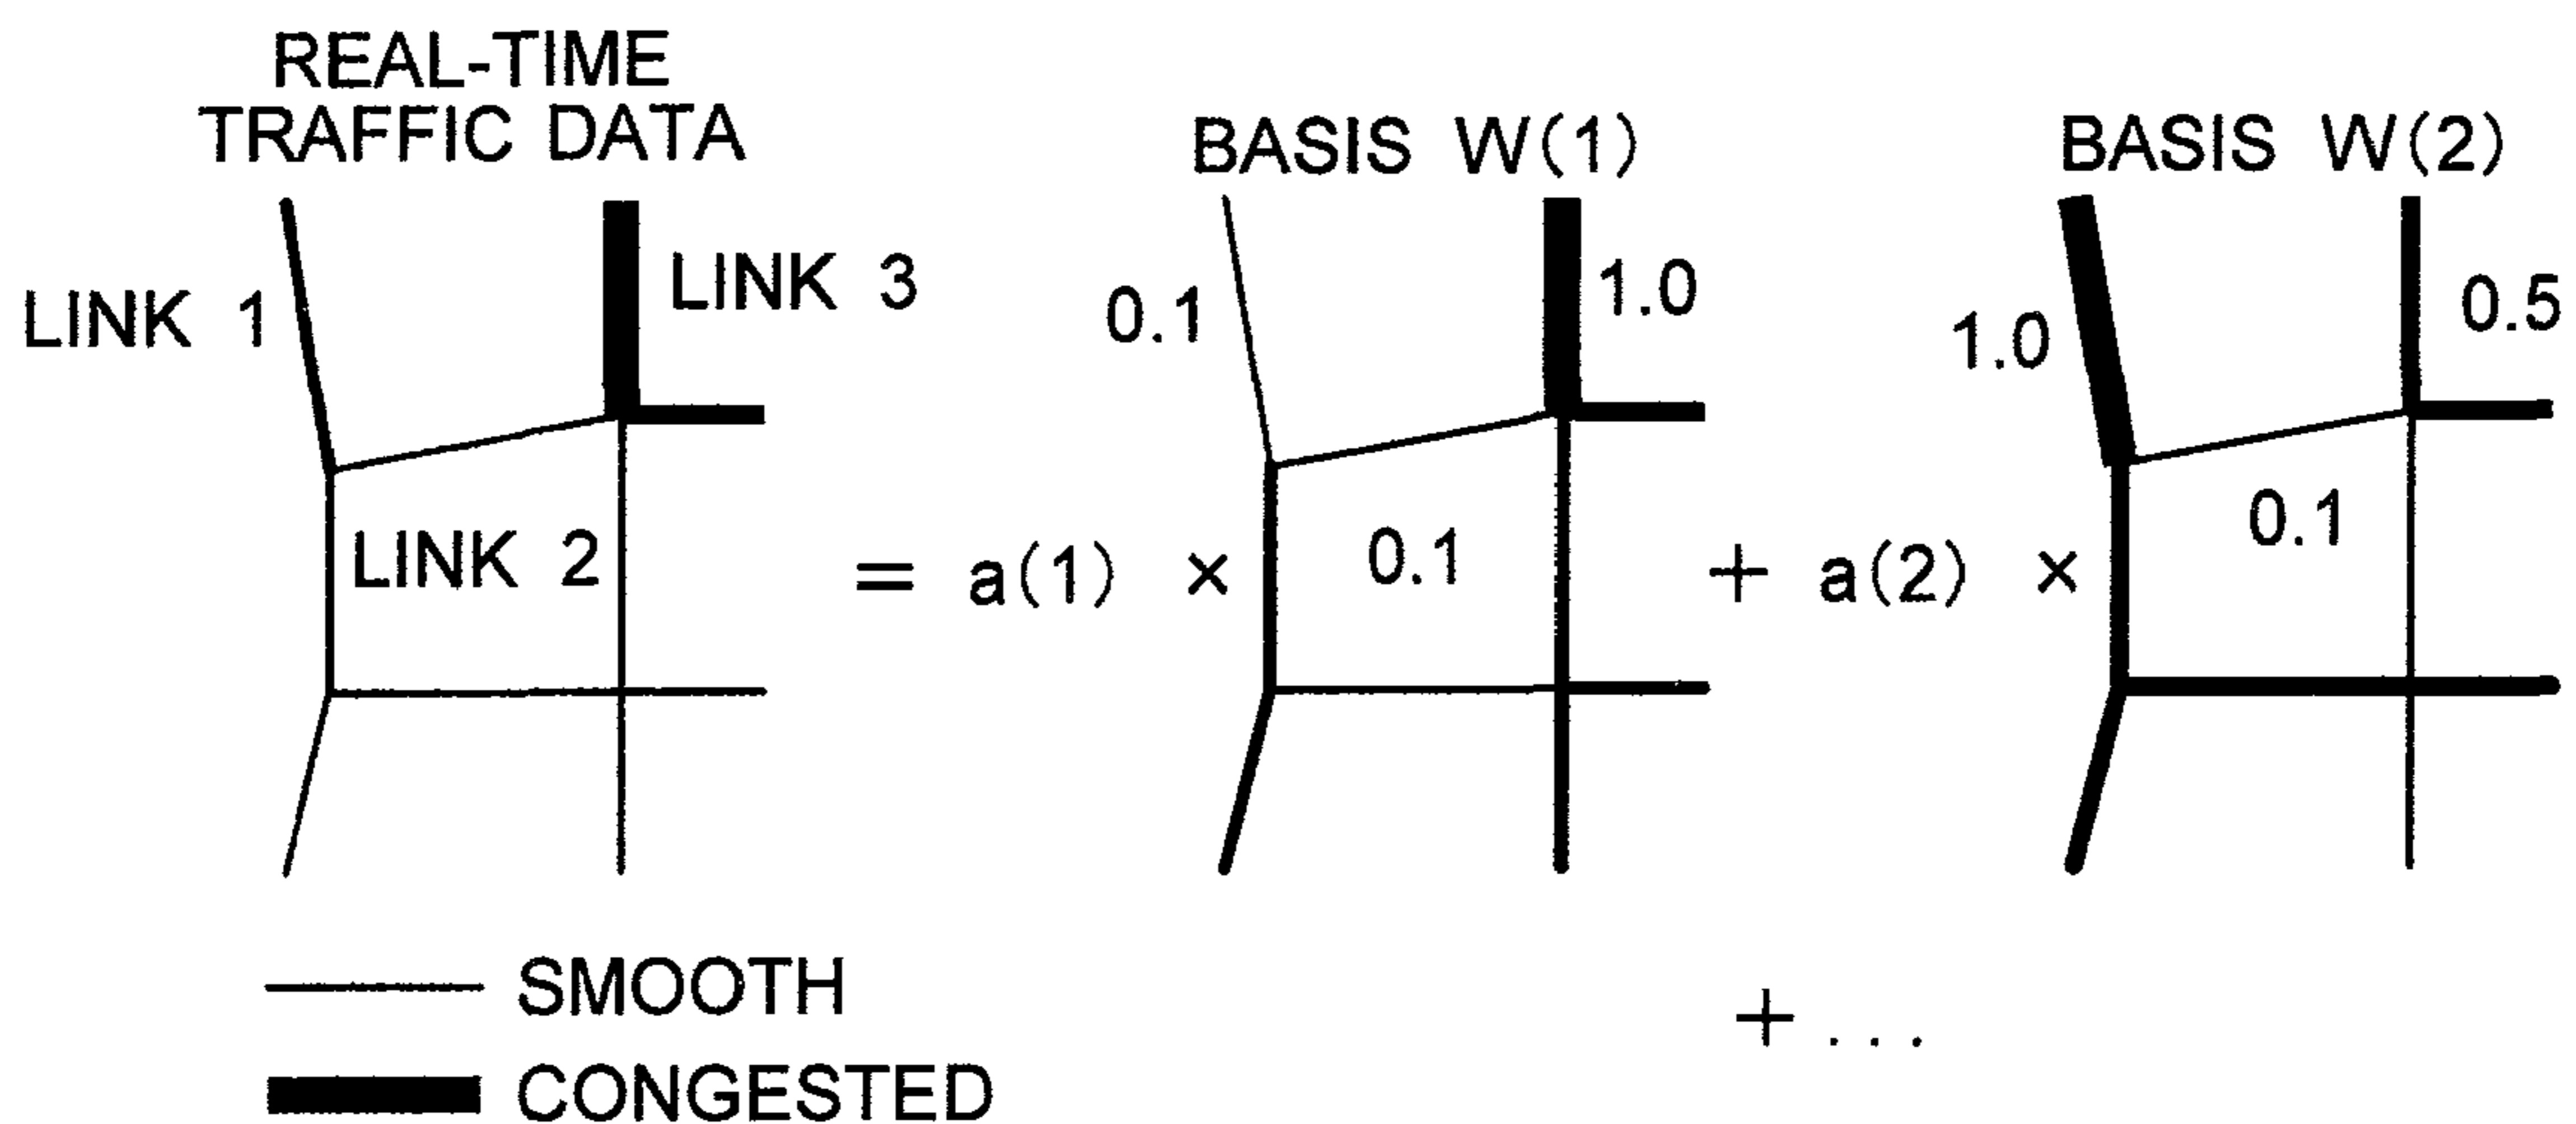 REAL-TIME
TRAFFIC DATA
BASIS W(1)
BASIS W(2)
LINK 1
LINK 3
0.1
1.0
1.0
0.5
LINK 2
= a(1) ×
0.1
+ a(2) ×
0.1
SMOOTH
+ ...
CONGESTED